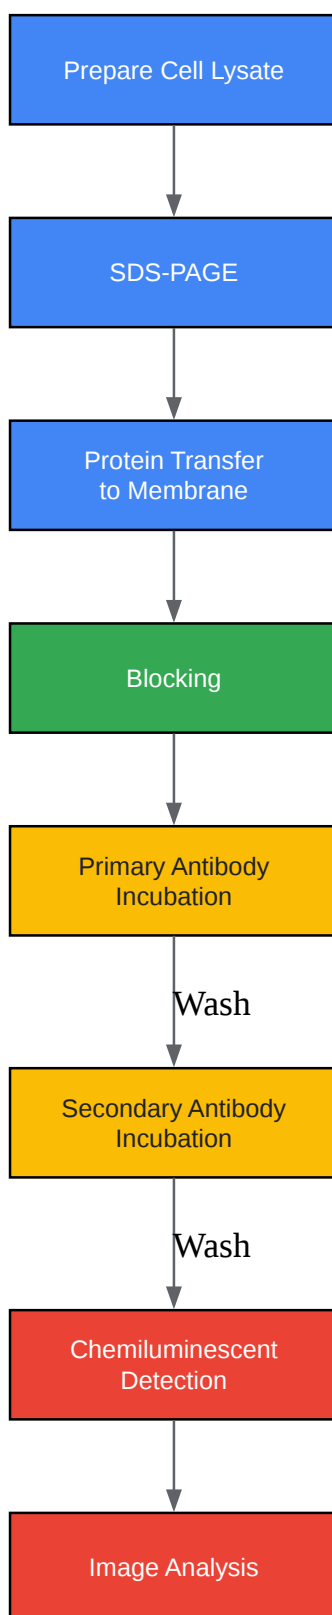 Prepare Cell Lysate
SDS-PAGE
Protein Transfer
to Membrane
Blocking
Primary Antibody
Incubation
Wash
Secondary Antibody
Incubation
Wash
Chemiluminescent
Detection
Image Analysis